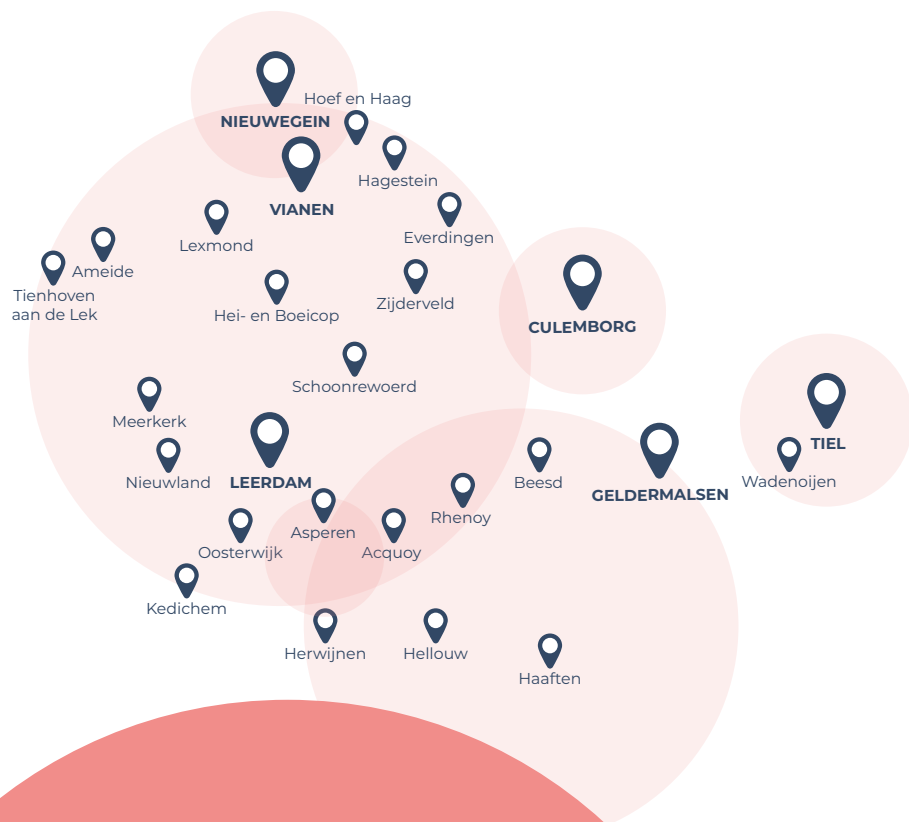 Hoef en Haag
NIEUWEGEIN
Hagestein
VIANEN
Everdingen
Lexmond
Ameide
Tienhoven
aan de Lek
Zijderveld
Hei- en Boeicop
CULEMBORG
Schoonrewoerd
Meerkerk
TIEL
Nieuwland
LEERDAM
Beesd
Wadenoijen
GELDERMALSEN
Rhenoy
Asperen
Oosterwijk
Acquoy
Kedichem
Herwijnen
Hellouw
Haaften